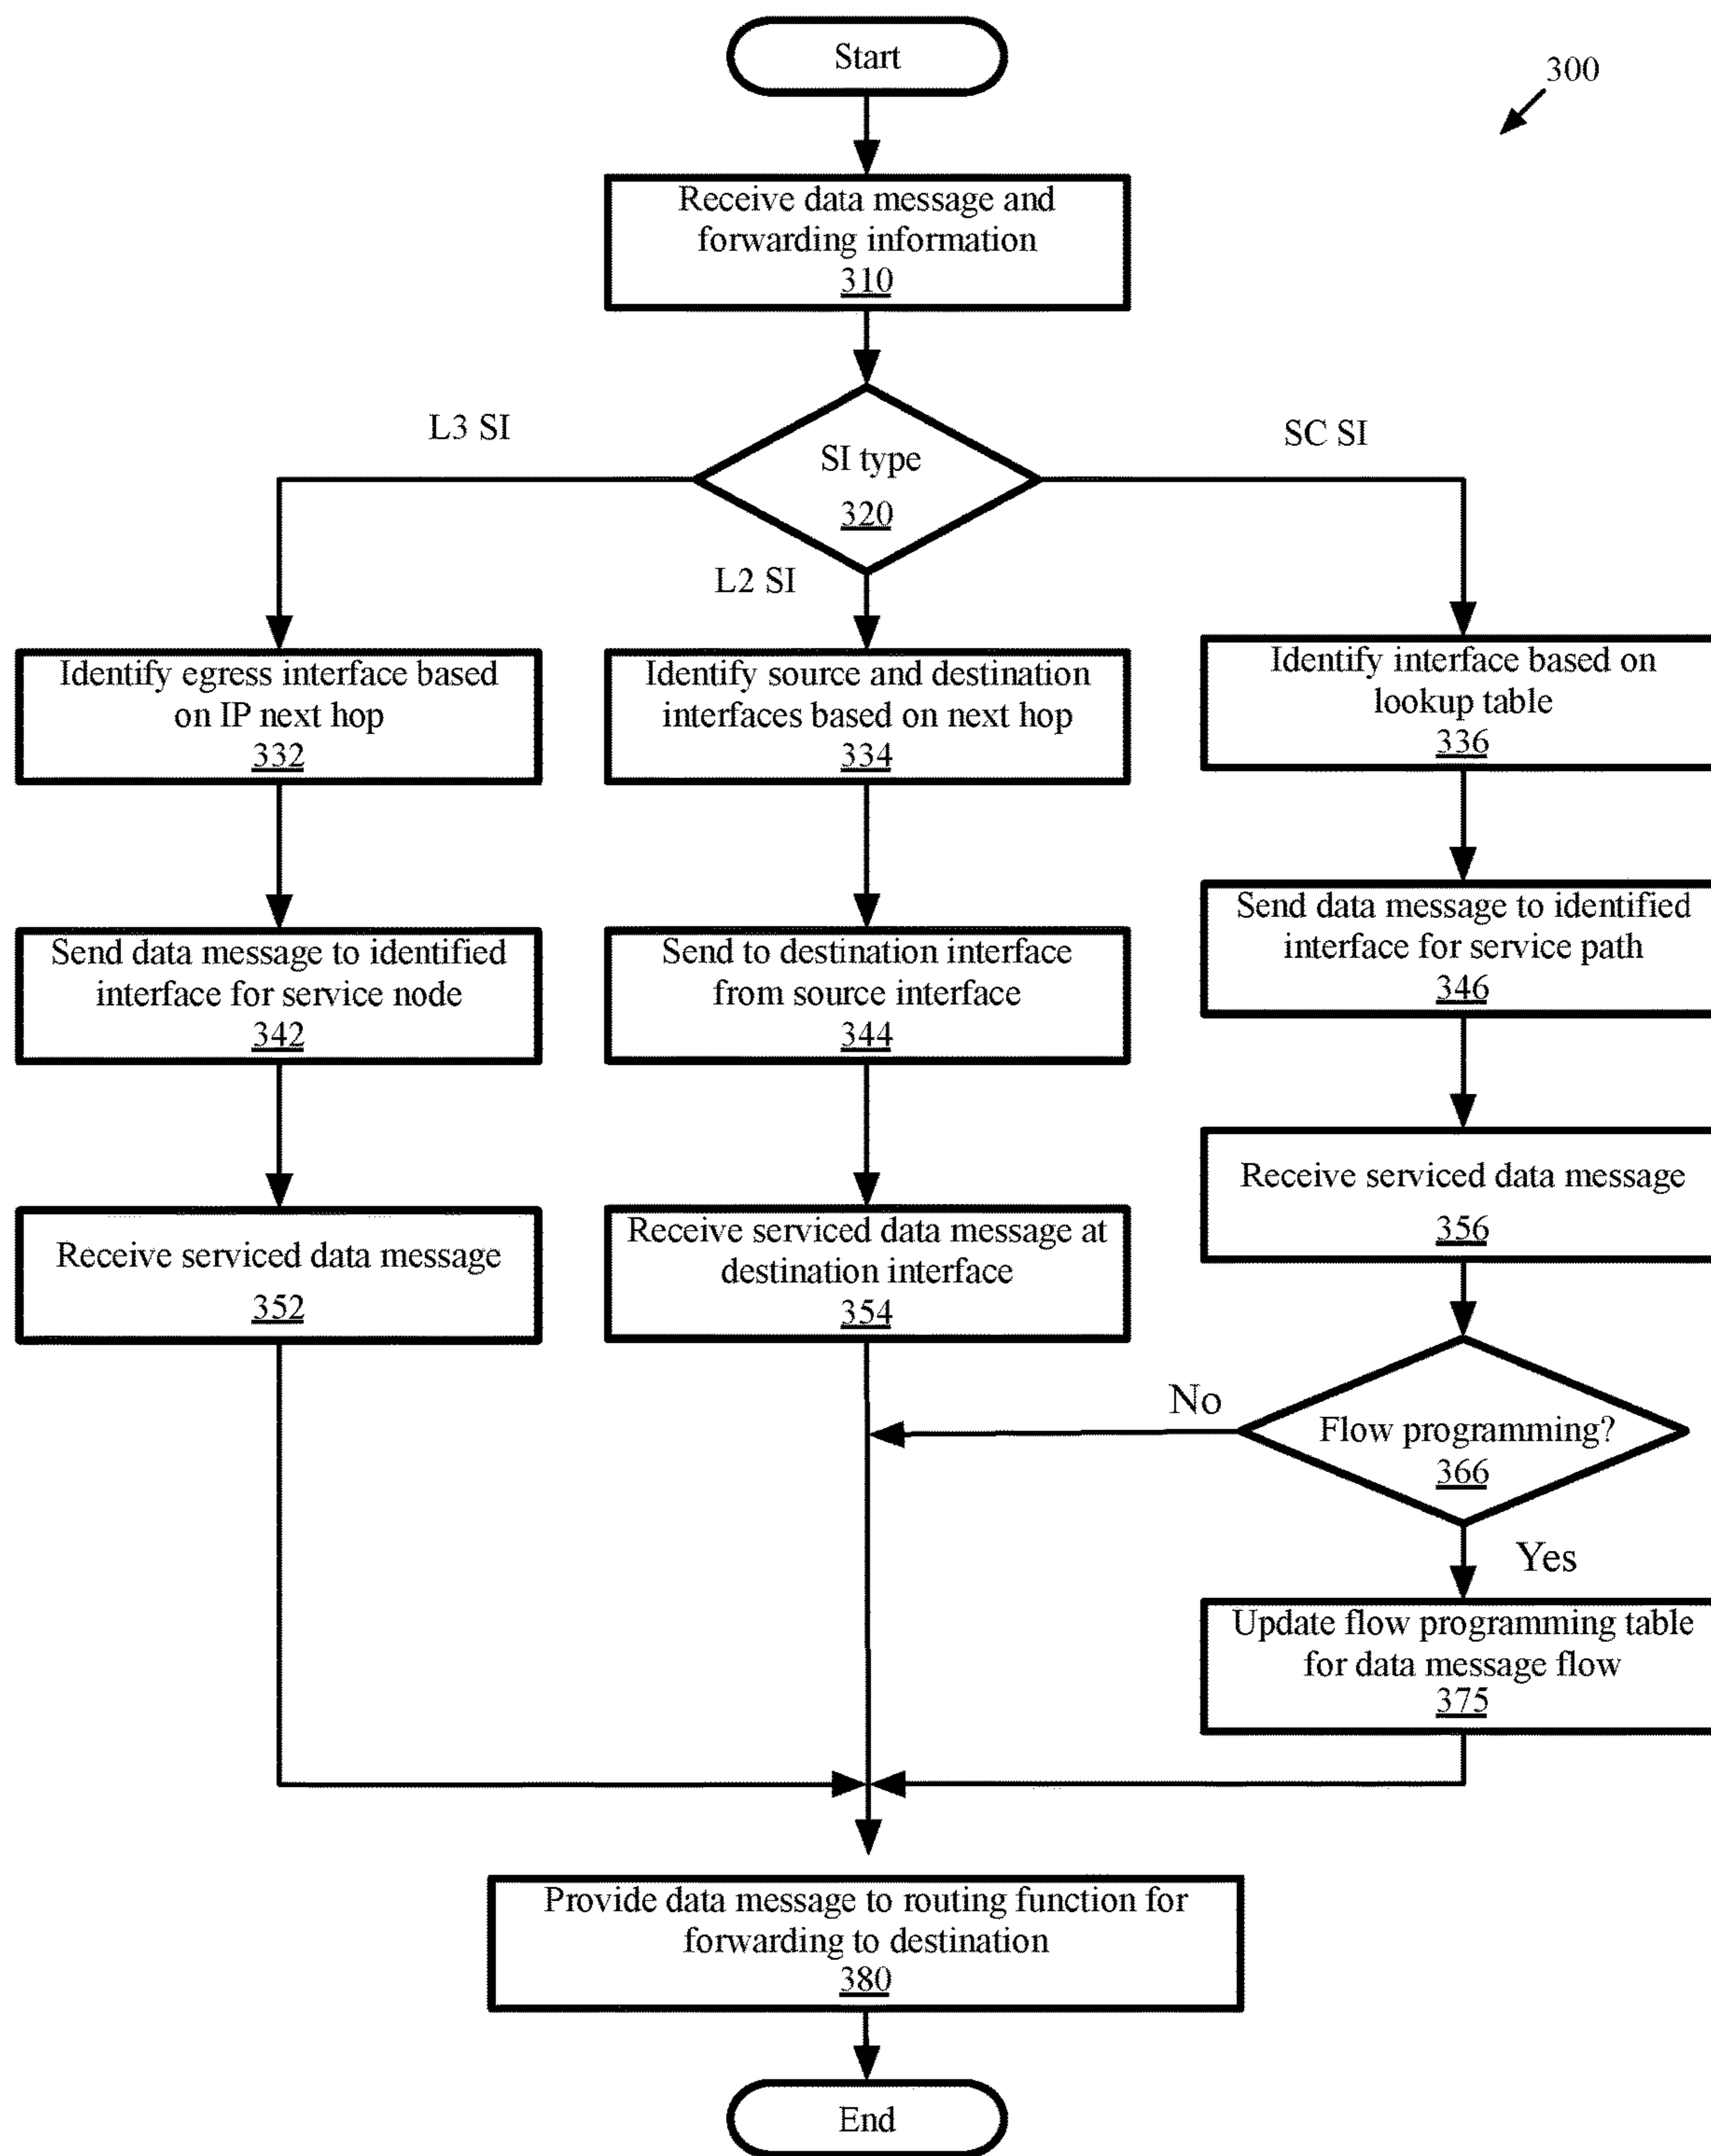 Start
300
Receive data message and
forwarding information
310
L3 SI
SC SI
SI type
320
L2 SI
Identify egress interface based
on IP next hop
332
Identify source and destination
interfaces based on next hop
334
Identify interface based on
lookup table
336
Send data message to identified
interface for service node
342
Send to destination interface
from source interface
344
Send data message to identified
interface for service path
346
Receive serviced data message
352
Receive serviced data message at
destination interface
354
Receive serviced data message
356
No
Flow programming?
366
Yes
Update flow programming table
for data message flow
375
Provide data message to routing function for
forwarding to destination
380
End